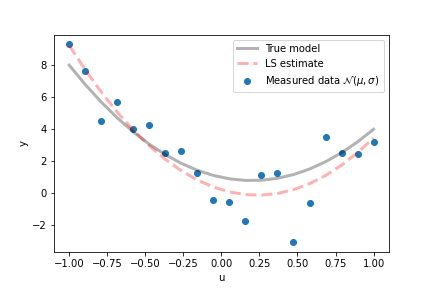 True model
LS estimate
Measured data 𝒩(μ, σ)
y
8
6
4
2
0
−2
−1.00 −0.75 −0.50 −0.25 0.00 0.25 0.50 0.75 1.00
u